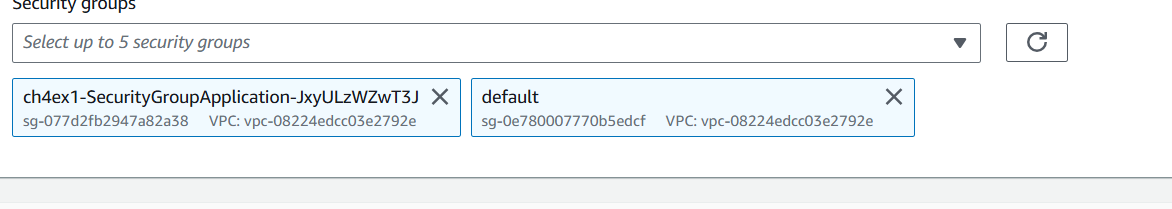 Security groups
Select up to 5 security groups
ch4ex1-SecurityGroupApplication-JxyULzWZwT3J
sg-077d2fb2947a82a38 VPC: vpc-08224edcc03e2792e
default
sg-0e780007770b5edcf VPC: vpc-08224edcc03e2792e